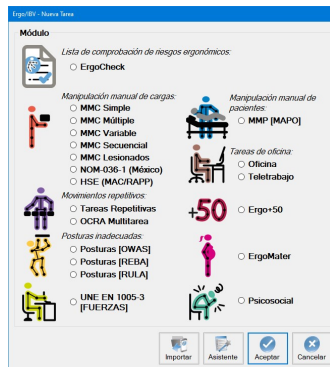 Ergo/IBV - Nueva Tarea
Módulo
Lista de comprobación de riesgos ergonómicos:
ErgoCheck
Manipulación manual de cargas:
MMC Simple
MMC Múltiple
MMC Variable
MMC Secuencial
MMC Lesionados
NOM-036-1 (México)
HSE (MAC/RAPP)
Movimientos repetitivos:
Tareas Repetitivas
OCRA Multitarea
Posturas inadecuadas:
Posturas [OWAS]
Posturas [REBA]
Posturas [RULA]
UNE EN 1005-3
[FUERZAS]
Manipulación manual de
pacientes:
MMP [MAPO]
Tareas de oficina:
Oficina
Teletrabajo
+50
Ergo+50
ErgoMater
Psicosocial
Importar
Asistente
Aceptar
Cancelar